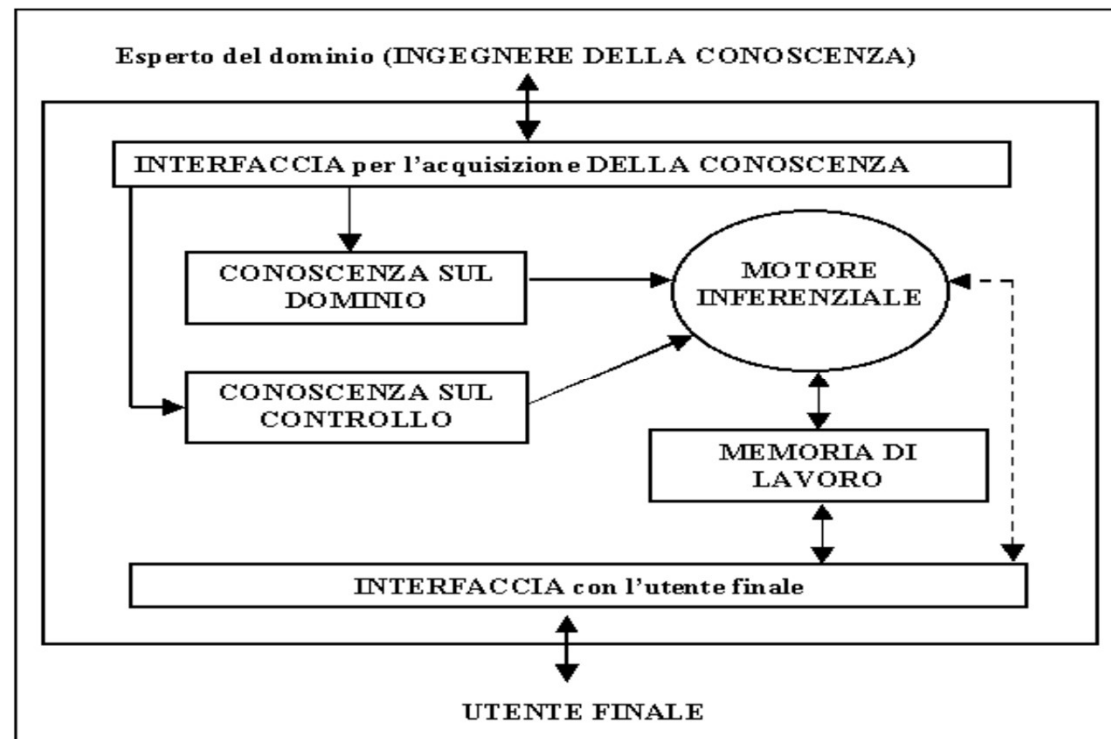 Esperto del dominio (INGEGNERE DELLA CONOSCENZA)
INTERFACCIA per l'acquisizione DELLA CONOSCENZA
CONOSCENZA SUL
DOMINIO
MOTORE
INFERENZIALE
CONOSCENZA SUL
CONTROLLO
MEMORIA DI
LAVORO
INTERFACCIA con l'utente finale
UTENTE FINALE